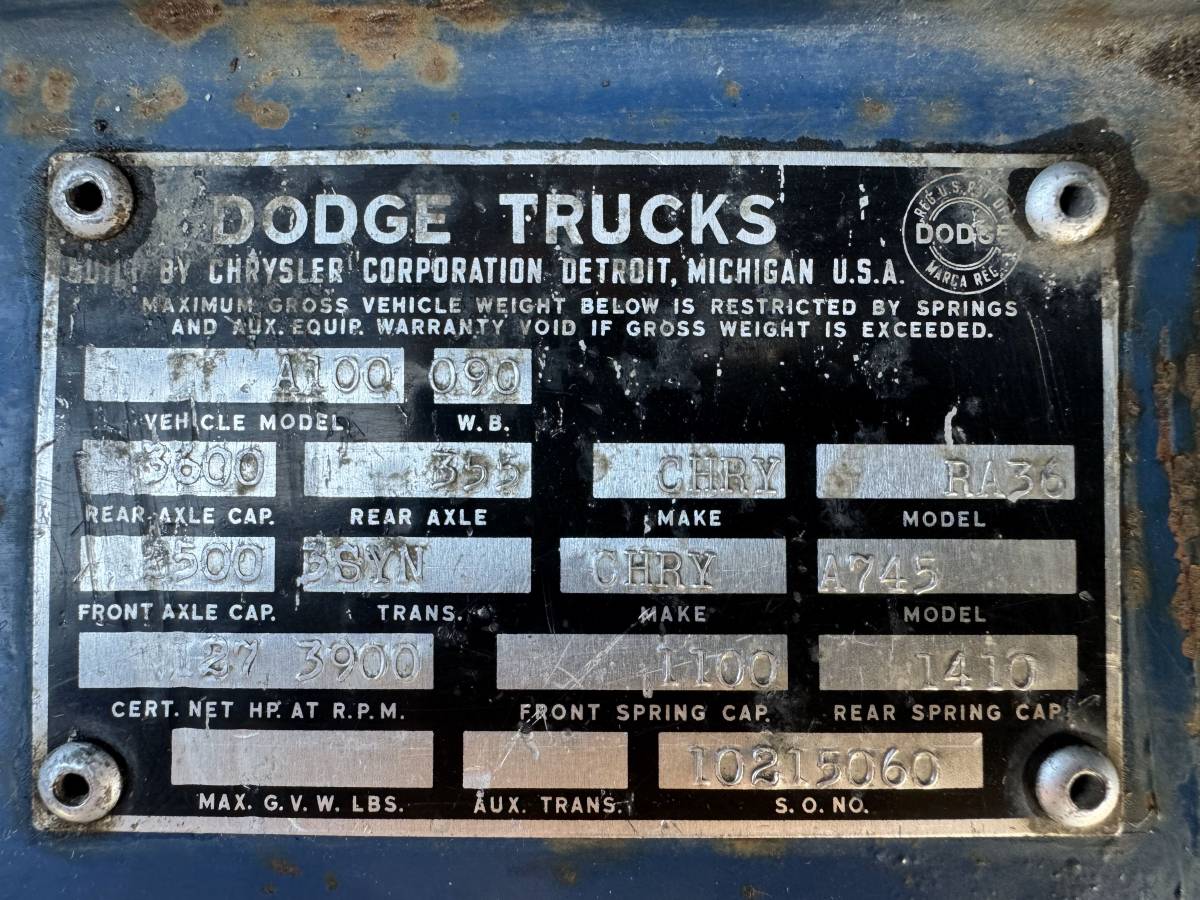 DODGE TRUCKS
REG. U.S. PAT. OFF.
DODGE
MARCA REG.
BUILT BY CHRYSLER CORPORATION DETROIT, MICHIGAN U.S.A.
MAXIMUM GROSS VEHICLE WEIGHT BELOW IS RESTRICTED BY SPRINGS
AND AUX. EQUIP. WARRANTY VOID IF GROSS WEIGHT IS EXCEEDED.
A100 090
VEHICLE MODEL W.B.
3600 355 CHRY RA36
REAR AXLE CAP. REAR AXLE MAKE MODEL
3SYN CHRY A745
FRONT AXLE CAP. TRANS. MAKE MODEL
127 3900 1100 1410
CERT. NET HP. AT R.P.M. FRONT SPRING CAP. REAR SPRING CAP.
10215060
MAX. G.V.W. LBS. AUX. TRANS. S.O. NO.